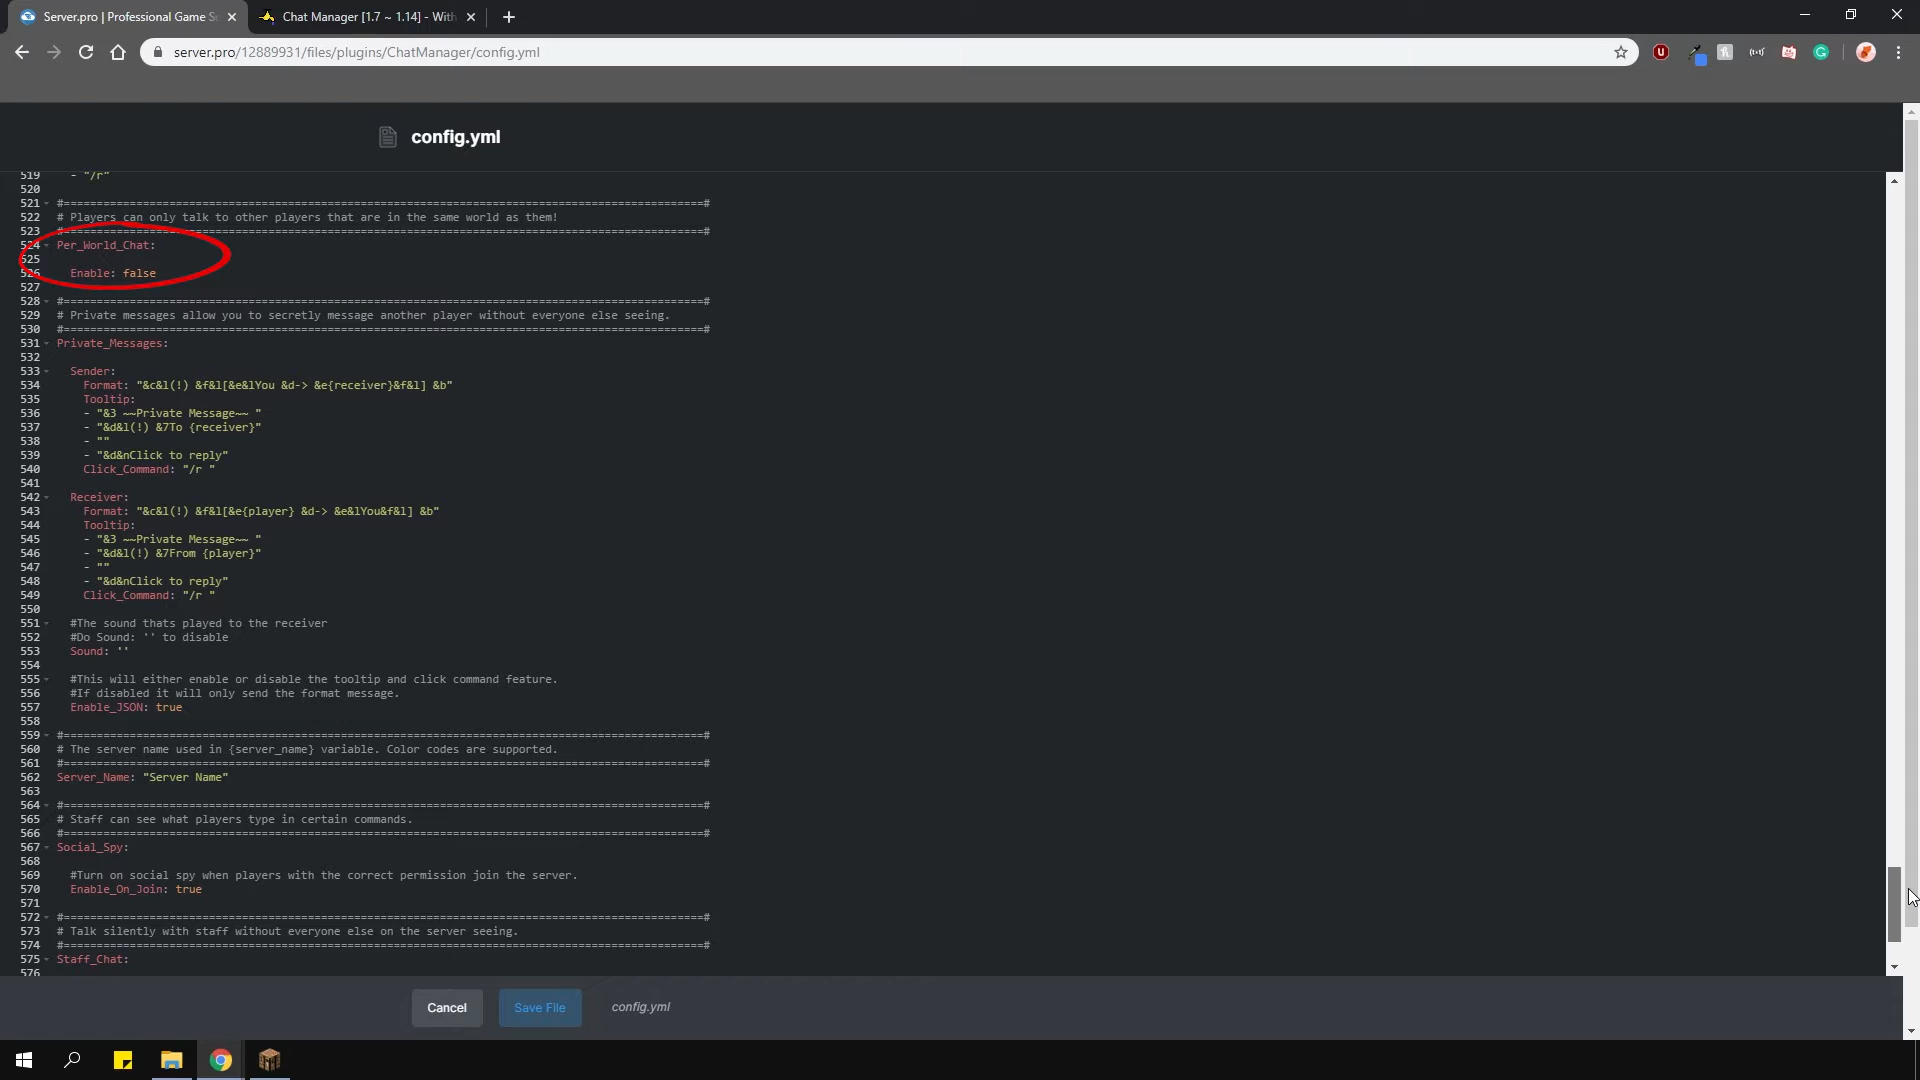 Server.pro | Professional Game S
Chat Manager [1.7 ~ 1.14] - With
server.pro/12889931/files/plugins/ChatManager/config.yml
config.yml
519 - "/r"
520
521 #=================================================================================================#
522 # Players can only talk to other players that are in the same world as them!
523 #=================================================================================================#
524 Per_World_Chat:
525
526 Enable: false
527
528 #=================================================================================================#
529 # Private messages allow you to secretly message another player without everyone else seeing.
530 #=================================================================================================#
531 Private_Messages:
532
533 Sender:
534 Format: "&c&l(!) &f&l[&e&lYou &d-> &e{receiver}&f&l] &b"
535 Tooltip:
536 - "&3 ~~Private Message~~ "
537 - "&d&l(!) &7To {receiver}"
538 - ""
539 - "&d&nClick to reply"
540 Click_Command: "/r "
541
542 Receiver:
543 Format: "&c&l(!) &f&l[&e{player} &d-> &e&lYou&f&l] &b"
544 Tooltip:
545 - "&3 ~~Private Message~~ "
546 - "&d&l(!) &7From {player}"
547 - ""
548 - "&d&nClick to reply"
549 Click_Command: "/r "
550
551 #The sound thats played to the receiver
552 #Do Sound: '' to disable
553 Sound: ''
554
555 #This will either enable or disable the tooltip and click command feature.
556 #If disabled it will only send the format message.
557 Enable_JSON: true
558
559 #=================================================================================================#
560 # The server name used in {server_name} variable. Color codes are supported.
561 #=================================================================================================#
562 Server_Name: "Server Name"
563
564 #=================================================================================================#
565 # Staff can see what players type in certain commands.
566 #=================================================================================================#
567 Social_Spy:
568
569 #Turn on social spy when players with the correct permission join the server.
570 Enable_On_Join: true
571
572 #=================================================================================================#
573 # Talk silently with staff without everyone else on the server seeing.
574 #=================================================================================================#
575 Staff_Chat:
576
Cancel Save File config.yml